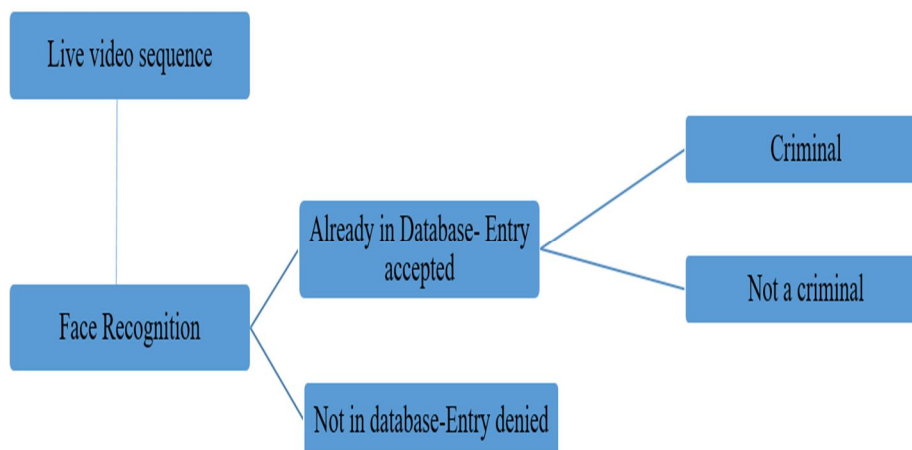 Live video sequence
Criminal
Already in Database- Entry
accepted
Not a criminal
Face Recognition
Not in database-Entry denied